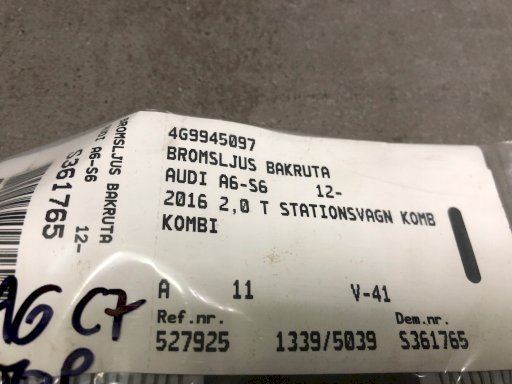 4G9945097
BROMSLJUS BAKRUTA
AUDI A6-S6 12-
2016 2,0 T STATIONSVAGN KOMB
KOMBI
A 11 V-41
Ref.nr. Dem.nr.
527925 1339/5039 S361765
BROMSLJUS BAKRUTA
A6-S6 12-
S361765
A6 C7